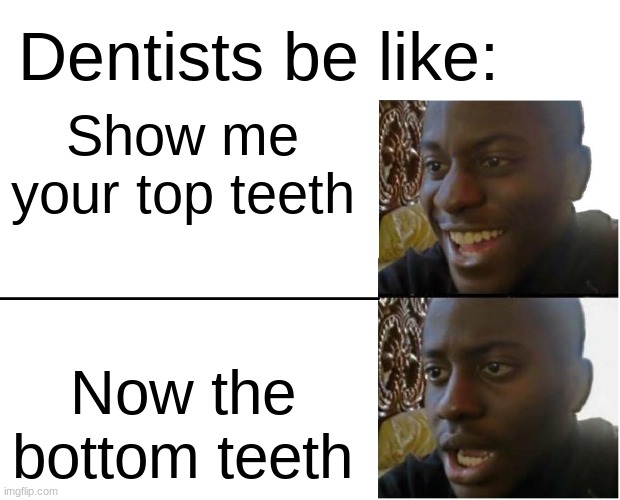 Dentists be like:
Show me
your top teeth
Now the
bottom teeth
imgflip.com